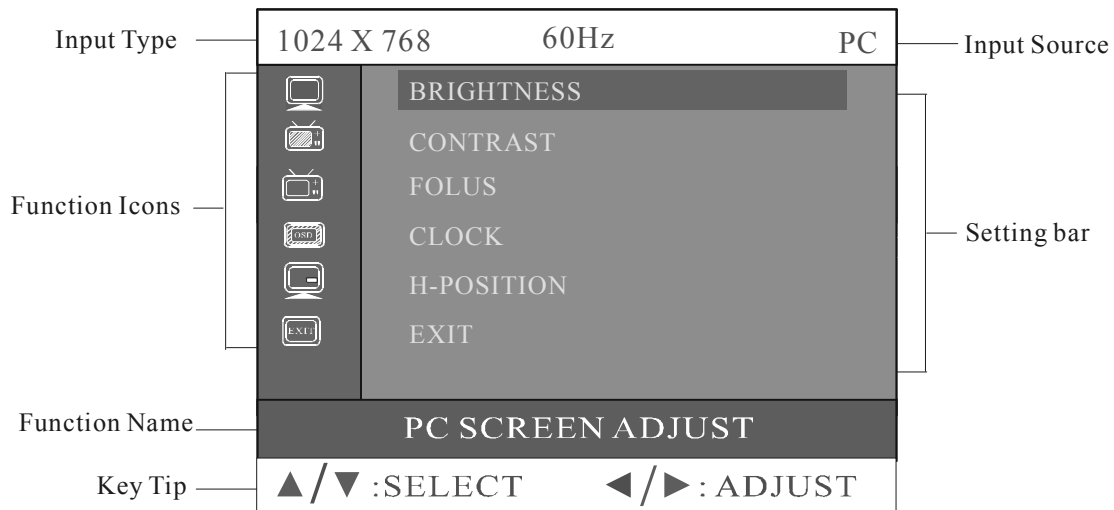 Input Type
1024 X 768 60Hz PC
Input Source
BRIGHTNESS
CONTRAST
FOLUS
CLOCK
H-POSITION
EXIT
OSD
EXIT
Function Icons
Setting bar
Function Name
PC SCREEN ADJUST
Key Tip
▲/▼ :SELECT ◀/▶ : ADJUST